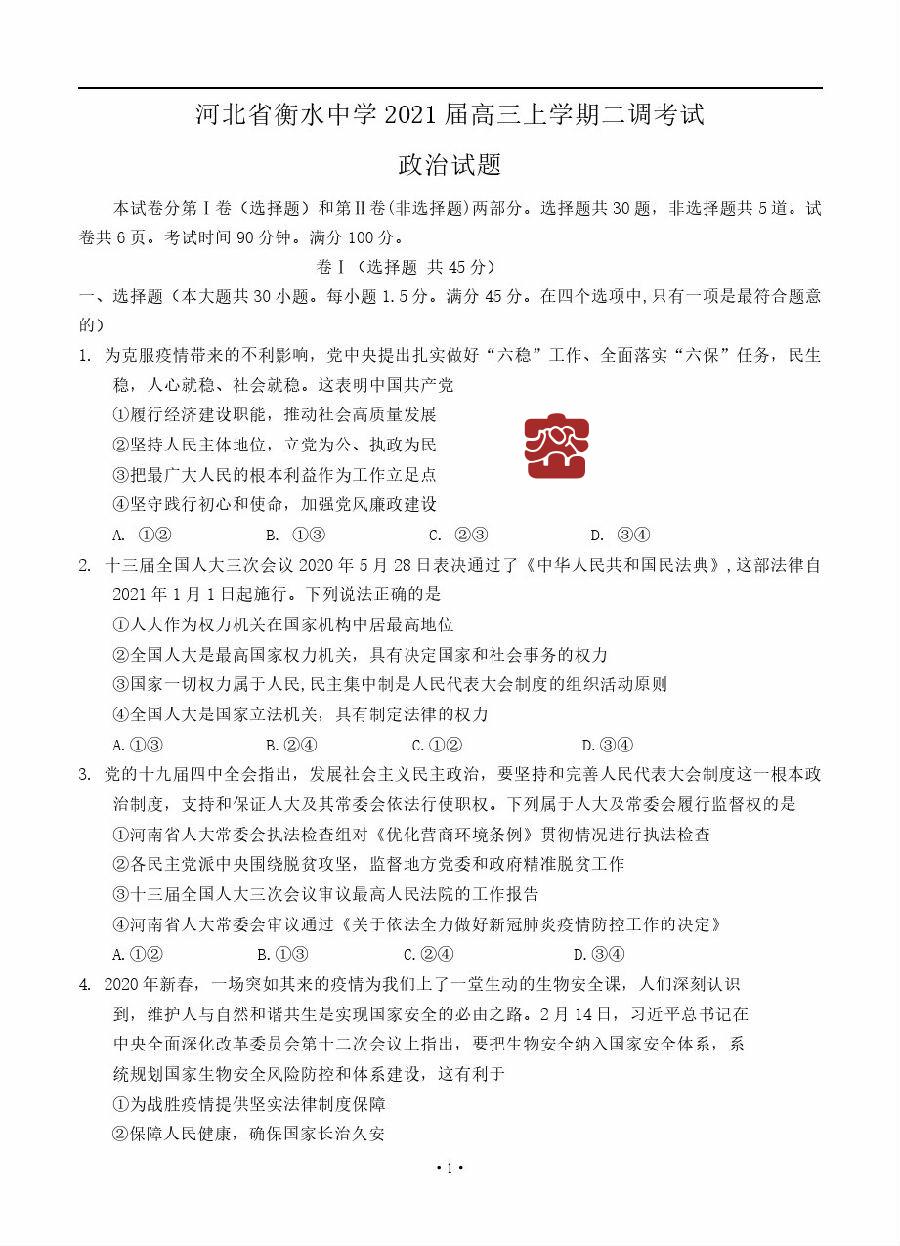 河北省衡水中学2021届高三上学期二调考试
政治试题
本试卷分第Ⅰ卷（选择题）和第Ⅱ卷(非选择题)两部分。选择题共30题，非选择题共5道。试
卷共6页。考试时间90分钟。满分100分。
卷Ⅰ（选择题 共45分）
一、选择题（本大题共30小题。每小题1.5分。满分45分。在四个选项中,只有一项是最符合题意
的）
1. 为克服疫情带来的不利影响，党中央提出扎实做好“六稳”工作、全面落实“六保”任务，民生
稳，人心就稳、社会就稳。这表明中国共产党
①履行经济建设职能，推动社会高质量发展
②坚持人民主体地位，立党为公、执政为民
③把最广大人民的根本利益作为工作立足点
④坚守践行初心和使命，加强党风廉政建设
A. ①② B. ①③ C. ②③ D. ③④
2. 十三届全国人大三次会议2020年5月28日表决通过了《中华人民共和国民法典》,这部法律自
2021年1月1日起施行。下列说法正确的是
①人大作为权力机关在国家机构中居最高地位
②全国人大是最高国家权力机关，具有决定国家和社会事务的权力
③国家一切权力属于人民,民主集中制是人民代表大会制度的组织活动原则
④全国人大是国家立法机关，具有制定法律的权力
A.①③ B.②④ C.①② D.③④
3. 党的十九届四中全会指出，发展社会主义民主政治，要坚持和完善人民代表大会制度这一根本政
治制度，支持和保证人大及其常委会依法行使职权。下列属于人大及常委会履行监督权的是
①河南省人大常委会执法检查组对《优化营商环境条例》贯彻情况进行执法检查
②各民主党派中央围绕脱贫攻坚，监督地方党委和政府精准脱贫工作
③十三届全国人大三次会议审议最高人民法院的工作报告
④河南省人大常委会审议通过《关于依法全力做好新冠肺炎疫情防控工作的决定》
A.①② B.①③ C.②④ D.③④
4. 2020年新春，一场突如其来的疫情为我们上了一堂生动的生物安全课，人们深刻认识
到，维护人与自然和谐共生是实现国家安全的必由之路。2月14日，习近平总书记在
中央全面深化改革委员会第十二次会议上指出，要把生物安全纳入国家安全体系，系
统规划国家生物安全风险防控和体系建设，这有利于
①为战胜疫情提供坚实法律制度保障
②保障人民健康，确保国家长治久安
·1·